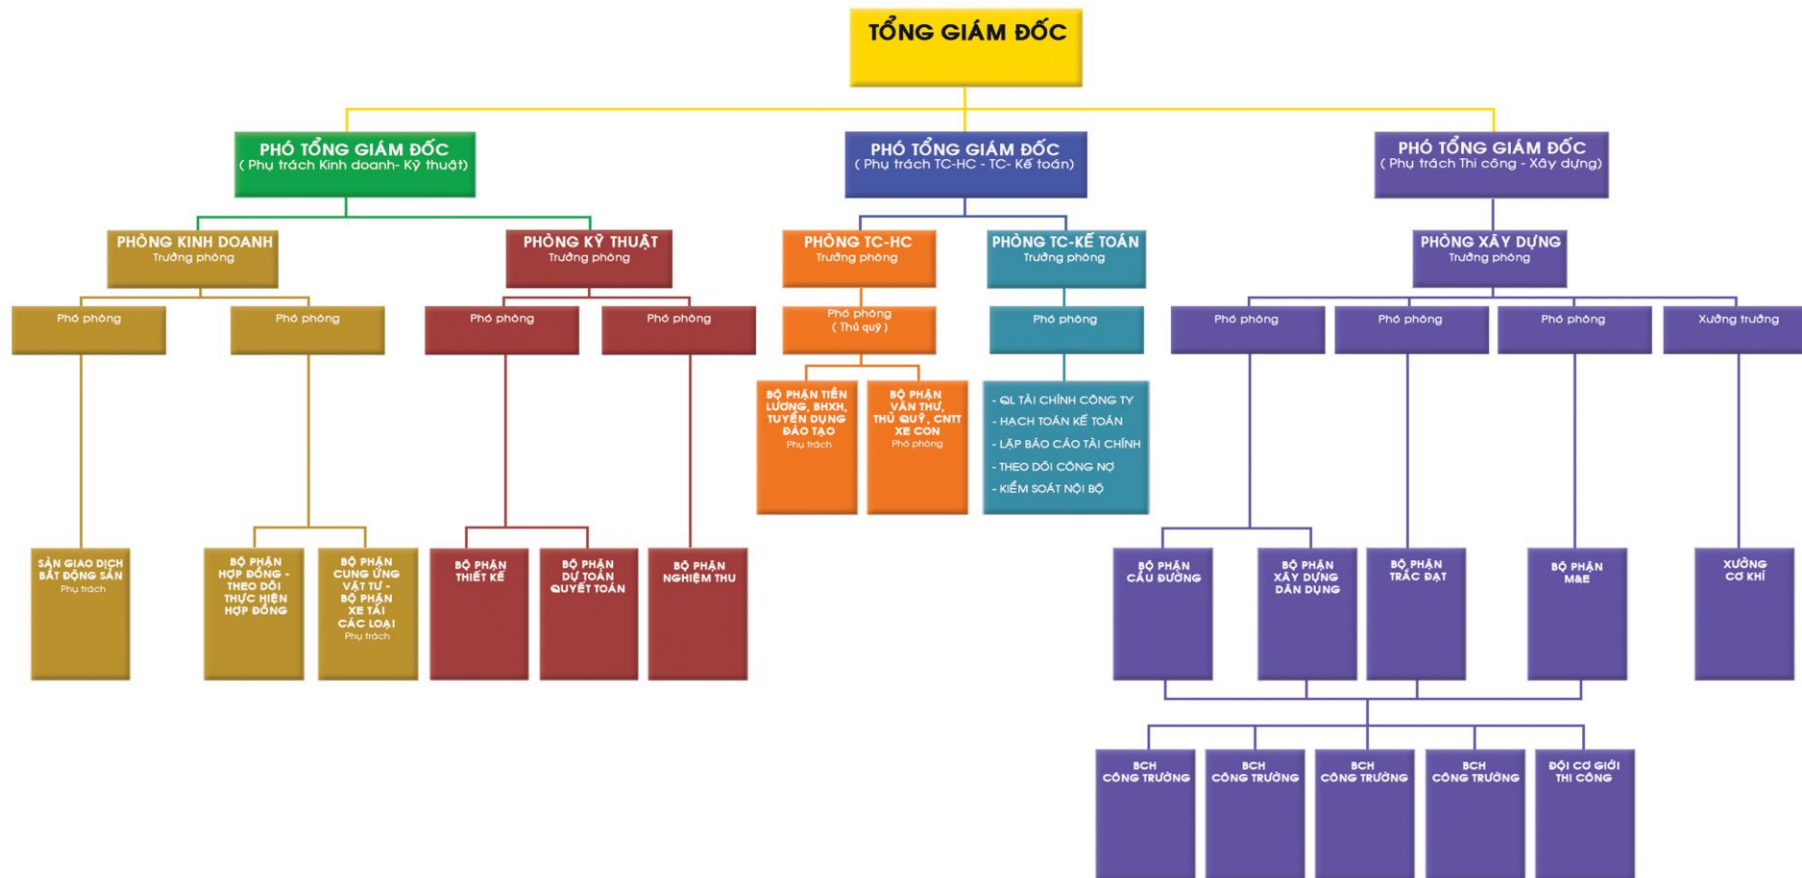 TỔNG GIÁM ĐỐC
PHÓ TỔNG GIÁM ĐỐC
( Phụ trách Kinh doanh- Kỹ thuật)
PHÓ TỔNG GIÁM ĐỐC
( Phụ trách TC-HC - TC- Kế toán)
PHÓ TỔNG GIÁM ĐỐC
( Phụ trách Thi công - Xây dựng)
PHÒNG KINH DOANH
Trưởng phòng
PHÒNG KỸ THUẬT
Trưởng phòng
PHÒNG TC-HC
Trưởng phòng
PHÒNG TC-KẾ TOÁN
Trưởng phòng
PHÒNG XÂY DỰNG
Trưởng phòng
Phó phòng
Phó phòng
Phó phòng
Phó phòng
Phó phòng
( Thủ quỹ )
Phó phòng
Phó phòng
Phó phòng
Phó phòng
Xưởng trưởng
BỘ PHẬN TIỀN
LƯƠNG, BHXH,
TUYỂN DỤNG
ĐÀO TẠO
Phụ trách
BỘ PHẬN
VĂN THƯ,
THỦ QUỸ, CNTT
XE CON
Phó phòng
- QL TÀI CHÍNH CÔNG TY
- HẠCH TOÁN KẾ TOÁN
- LẬP BÁO CÁO TÀI CHÍNH
- THEO DÕI CÔNG NỢ
- KIỂM SOÁT NỘI BỘ
SÀN GIAO DỊCH
BẤT ĐỘNG SẢN
Phụ trách
BỘ PHẬN
HỢP ĐỒNG -
THEO DÕI
THỰC HIỆN
HỢP ĐỒNG
BỘ PHẬN
CUNG ỨNG
VẬT TƯ -
BỘ PHẬN
XE TẢI
CÁC LOẠI
Phụ trách
BỘ PHẬN
THIẾT KẾ
BỘ PHẬN
DỰ TOÁN
QUYẾT TOÁN
BỘ PHẬN
NGHIỆM THU
BỘ PHẬN
CẦU ĐƯỜNG
BỘ PHẬN
XÂY DỰNG
DÂN DỤNG
BỘ PHẬN
TRẮC ĐẠT
BỘ PHẬN
M&E
XƯỞNG
CƠ KHÍ
BCH
CÔNG TRƯỜNG
BCH
CÔNG TRƯỜNG
BCH
CÔNG TRƯỜNG
BCH
CÔNG TRƯỜNG
ĐỘI CƠ GIỚI
THI CÔNG